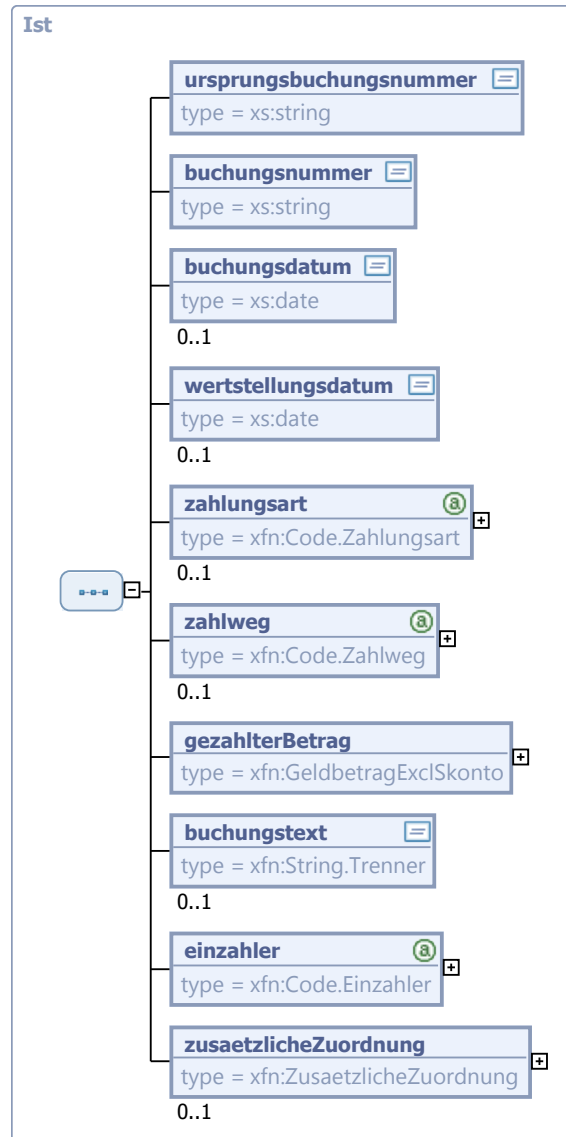 Ist
ursprungsbuchungsnummer
type = xs:string
buchungsnummer
type = xs:string
buchungsdatum
type = xs:date
0..1
wertstellungsdatum
type = xs:date
0..1
zahlungsart
type = xfn:Code.Zahlungsart
0..1
zahlweg
type = xfn:Code.Zahlweg
0..1
gezahlterBetrag
type = xfn:GeldbetragExclSkonto
buchungstext
type = xfn:String.Trenner
0..1
einzahler
type = xfn:Code.Einzahler
zusaetzlicheZuordnung
type = xfn:ZusaetzlicheZuordnung
0..1